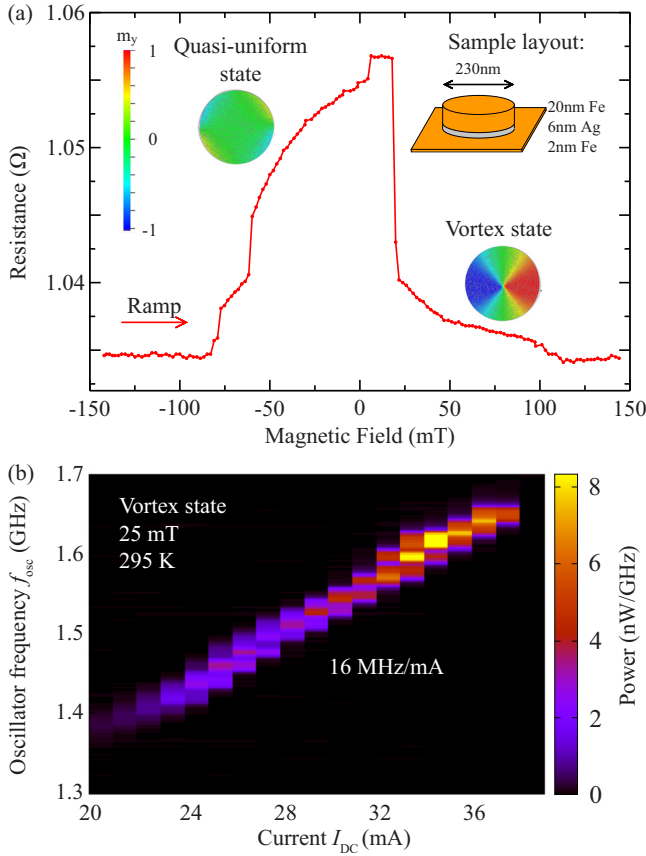 (a)
m_y
1
0
-1
Quasi-uniform
state
Sample layout:
230nm
20nm Fe
6nm Ag
2nm Fe
Vortex state
Ramp
Resistance (Ω)
1.06
1.05
1.04
-150 -100 -50 0 50 100 150
Magnetic Field (mT)
(b)
Oscillator frequency f_osc (GHz)
1.7
1.6
1.5
1.4
1.3
Vortex state
25 mT
295 K
16 MHz/mA
20 24 28 32 36
Current I_DC (mA)
8
6
4
2
0
Power (nW/GHz)